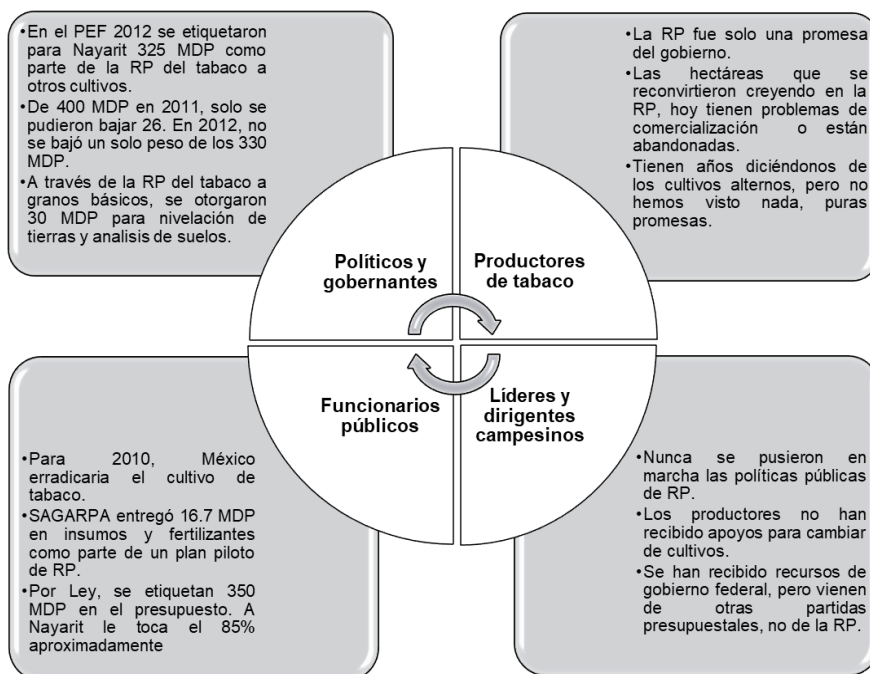 •En el PEF 2012 se etiquetaron
para Nayarit 325 MDP como
parte de la RP del tabaco a
otros cultivos.
•De 400 MDP en 2011, solo se
pudieron bajar 26. En 2012, no
se bajó un solo peso de los 330
MDP.
•A través de la RP del tabaco a
granos básicos, se otorgaron
30 MDP para nivelación de
tierras y analisis de suelos.
•La RP fue solo una promesa
del gobierno.
•Las hectáreas que se
reconvirtieron creyendo en la
RP, hoy tienen problemas de
comercialización o están
abandonadas.
•Tienen años diciéndonos de
los cultivos alternos, pero no
hemos visto nada, puras
promesas.
Políticos y
gobernantes
Productores
de tabaco
Funcionarios
públicos
Líderes y
dirigentes
campesinos
•Para 2010, México
erradicaria el cultivo de
tabaco.
•SAGARPA entregó 16.7 MDP
en insumos y fertilizantes
como parte de un plan piloto
de RP.
•Por Ley, se etiquetan 350
MDP en el presupuesto. A
Nayarit le toca el 85%
aproximadamente
•Nunca se pusieron en
marcha las políticas públicas
de RP.
•Los productores no han
recibido apoyos para cambiar
de cultivos.
•Se han recibido recursos de
gobierno federal, pero vienen
de otras partidas
presupuestales, no de la RP.